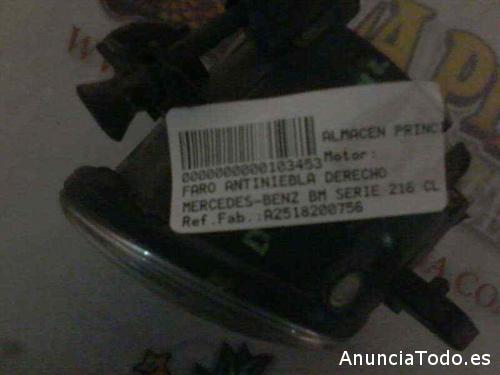 ALMACEN PRINC
0000000000103453 Motor:
FARO ANTINIEBLA DERECHO
MERCEDES-BENZ BM SERIE 216 CL
Ref.Fab.:A2518200756
AnunciaTodo.es